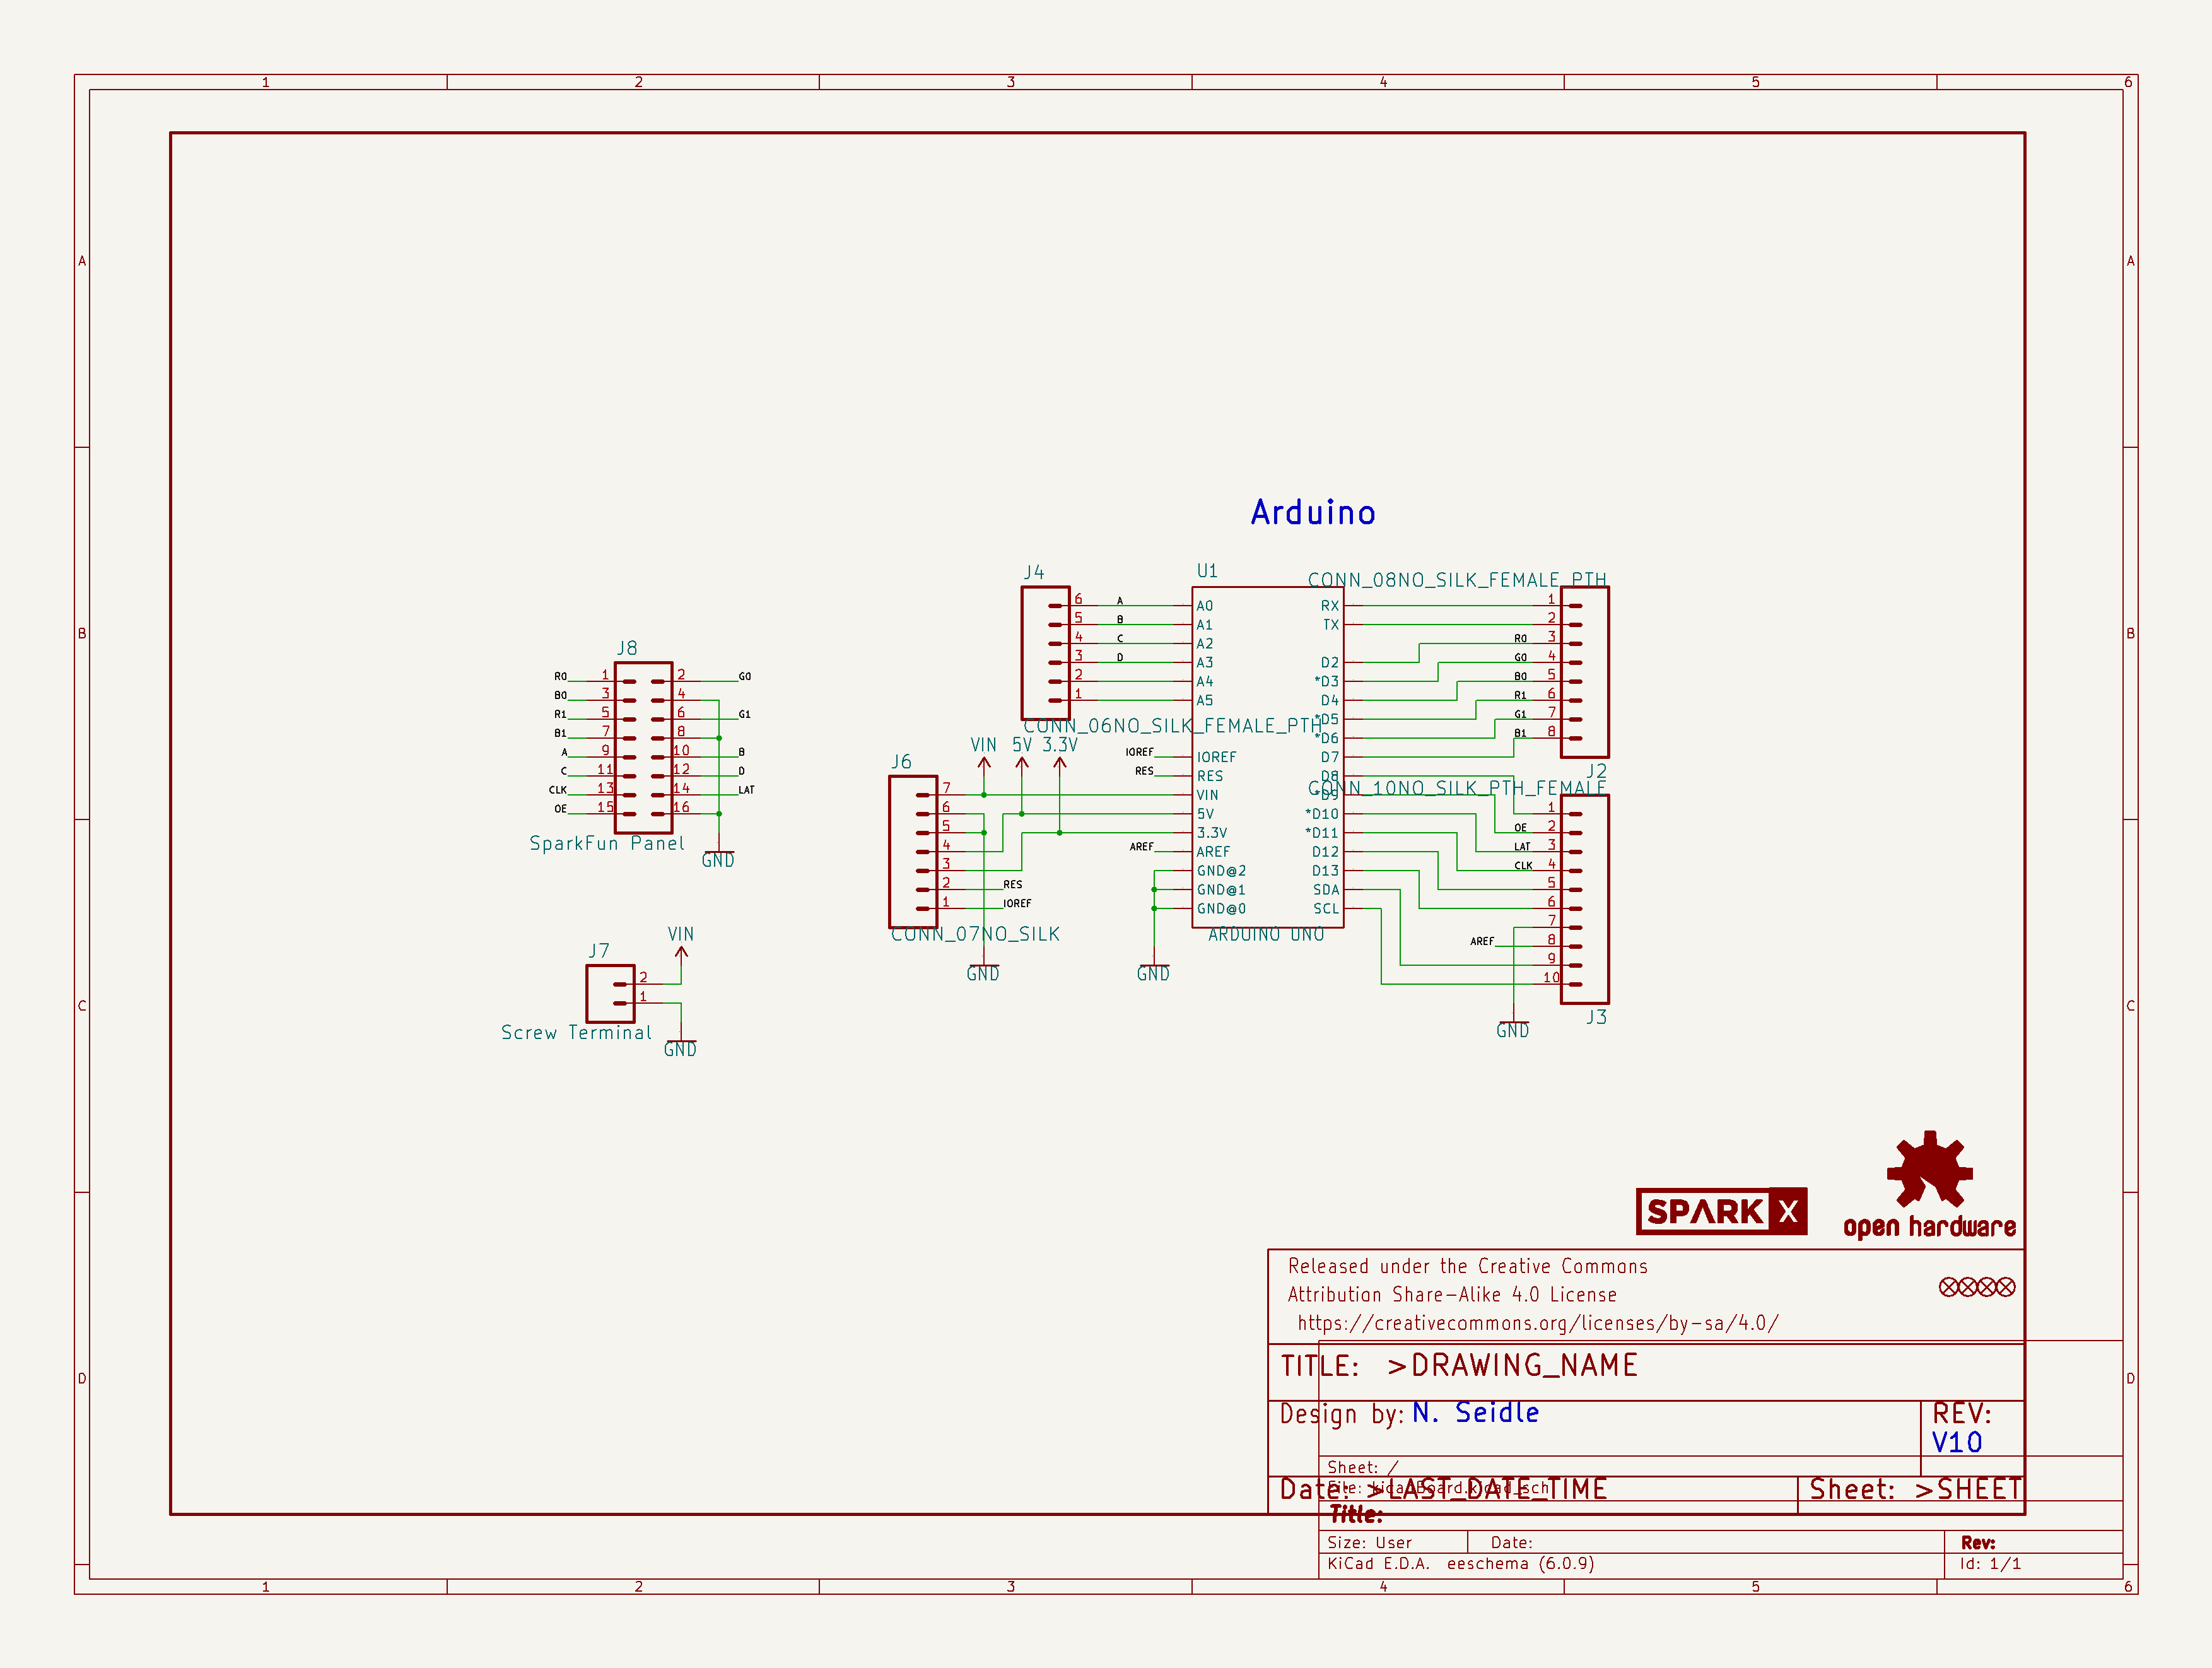 1 2 3 4 5 6
A A
B B
C C
D D
Arduino
J4
6 A
5 B
4 C
3 D
2
1
CONN_06NO_SILK_FEMALE_PTH
U1
A0 RX
A1 TX
A2
A3 D2
A4 *D3
A5 D4
*D5
*D6
IOREF IOREF D7
RES RES D8
VIN *D9
5V *D10
3.3V *D11
AREF AREF D12
GND@2 D13
GND@1 SDA
GND@0 SCL
ARDUINO UNO
GND
CONN_08NO_SILK_FEMALE_PTH
1
2
R0 3
G0 4
B0 5
R1 6
G1 7
B1 8
J2
CONN_10NO_SILK_PTH_FEMALE
1
OE 2
LAT 3
CLK 4
5
6
7
AREF 8
9
10
J3
GND
J8
R0 1 2 G0
B0 3 4
R1 5 6 G1
B1 7 8
A 9 10 B
C 11 12 D
CLK 13 14 LAT
OE 15 16
SparkFun Panel
GND
VIN 5V 3.3V
J6
7
6
5
4
3
2 RES
1 IOREF
CONN_07NO_SILK
GND
VIN
J7
2
1
Screw Terminal
GND
SPARK X
open hardware
Released under the Creative Commons
Attribution Share-Alike 4.0 License
https://creativecommons.org/licenses/by-sa/4.0/
TITLE: >DRAWING_NAME
Design by: N. Seidle
REV:
V10
Sheet: /
File: kicadBoard.kicad_sch
Date: >LAST_DATE_TIME
Sheet: >SHEET
Title:
Size: User Date: Rev:
KiCad E.D.A. eeschema (6.0.9) Id: 1/1
1 2 3 4 5 6